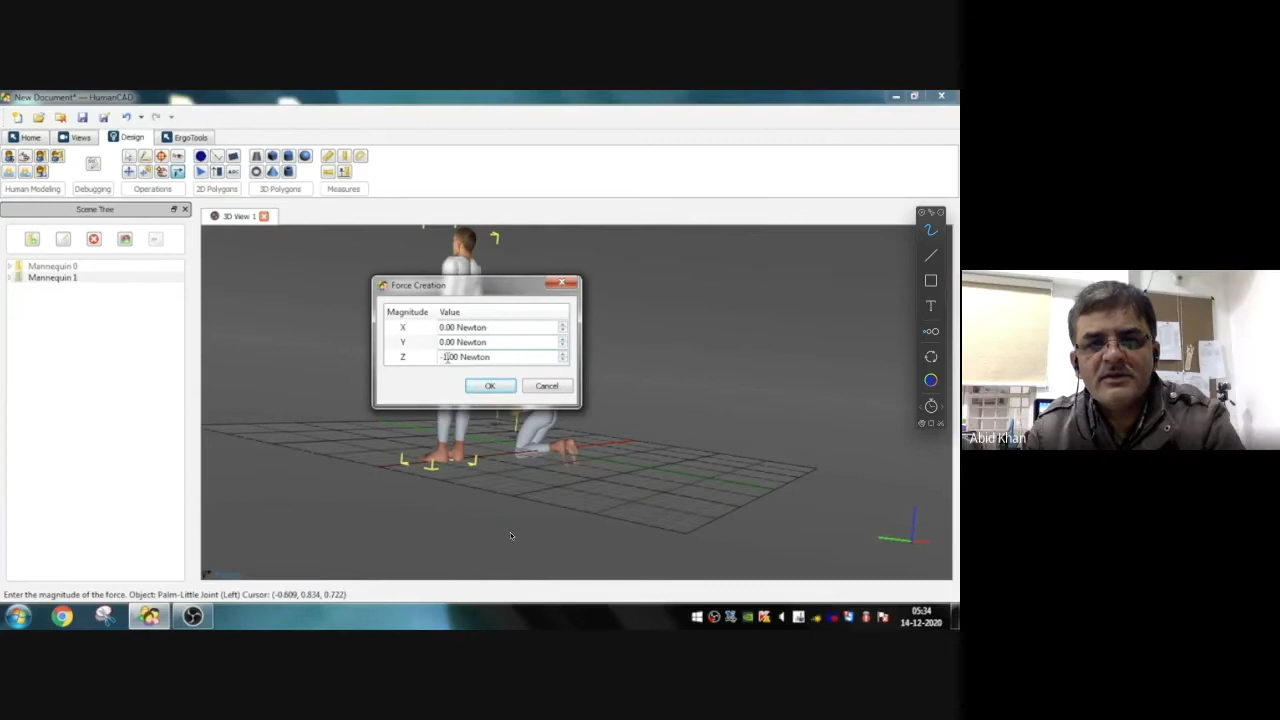 New Document* — HumanCAD
Home
Views
Design
ErgoTools
Human Modeling
Debugging
Operations
2D Polygons
3D Polygons
Measures
Scene Tree
3D View 1
Mannequin 0
Mannequin 1
Force Creation
Magnitude Value
X 0.00 Newton
Y 0.00 Newton
Z -1.00 Newton
OK Cancel
Abid Khan
Enter the magnitude of the force. Object: Palm-Little Joint (Left) Cursor: (-0.609, 0.834, 0.722)
05:34
14-12-2020